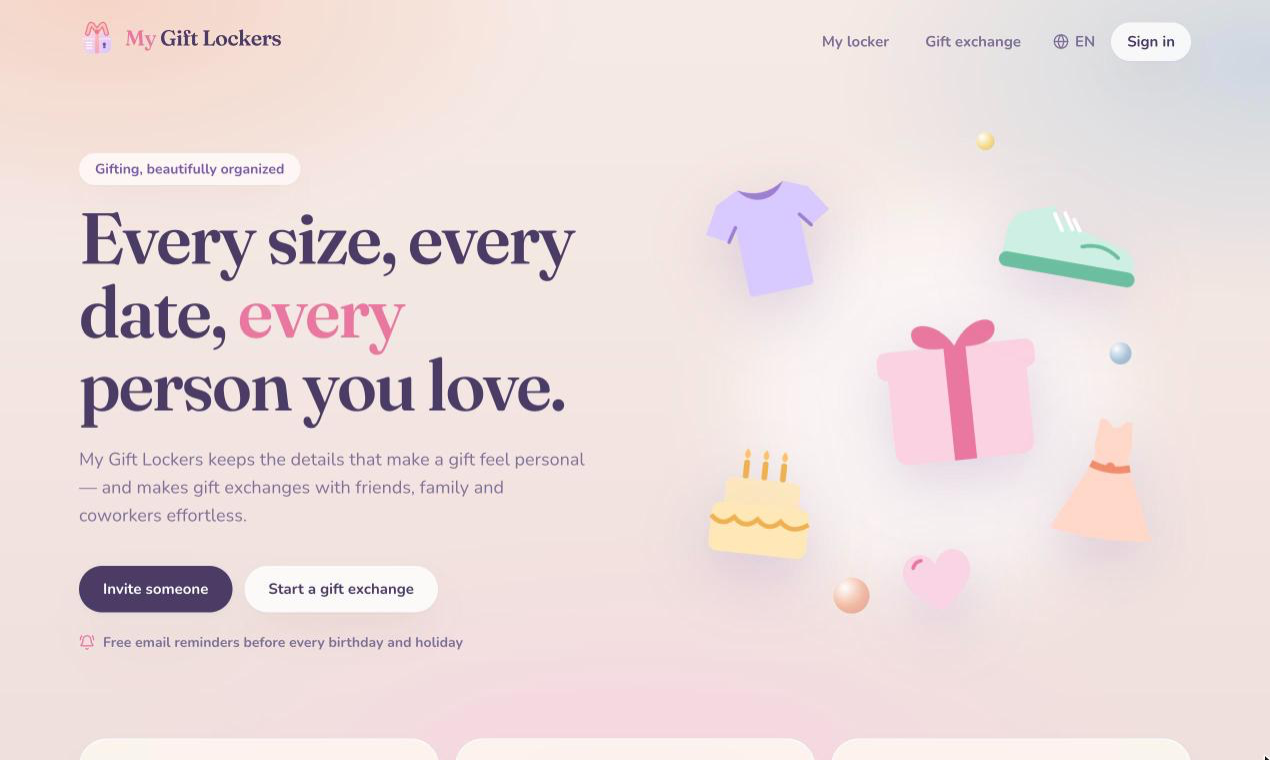 My Gift Lockers
My locker
Gift exchange
EN
Sign in
Gifting, beautifully organized
Every size, every
date, every
person you love.
My Gift Lockers keeps the details that make a gift feel personal
— and makes gift exchanges with friends, family and
coworkers effortless.
Invite someone
Start a gift exchange
Free email reminders before every birthday and holiday